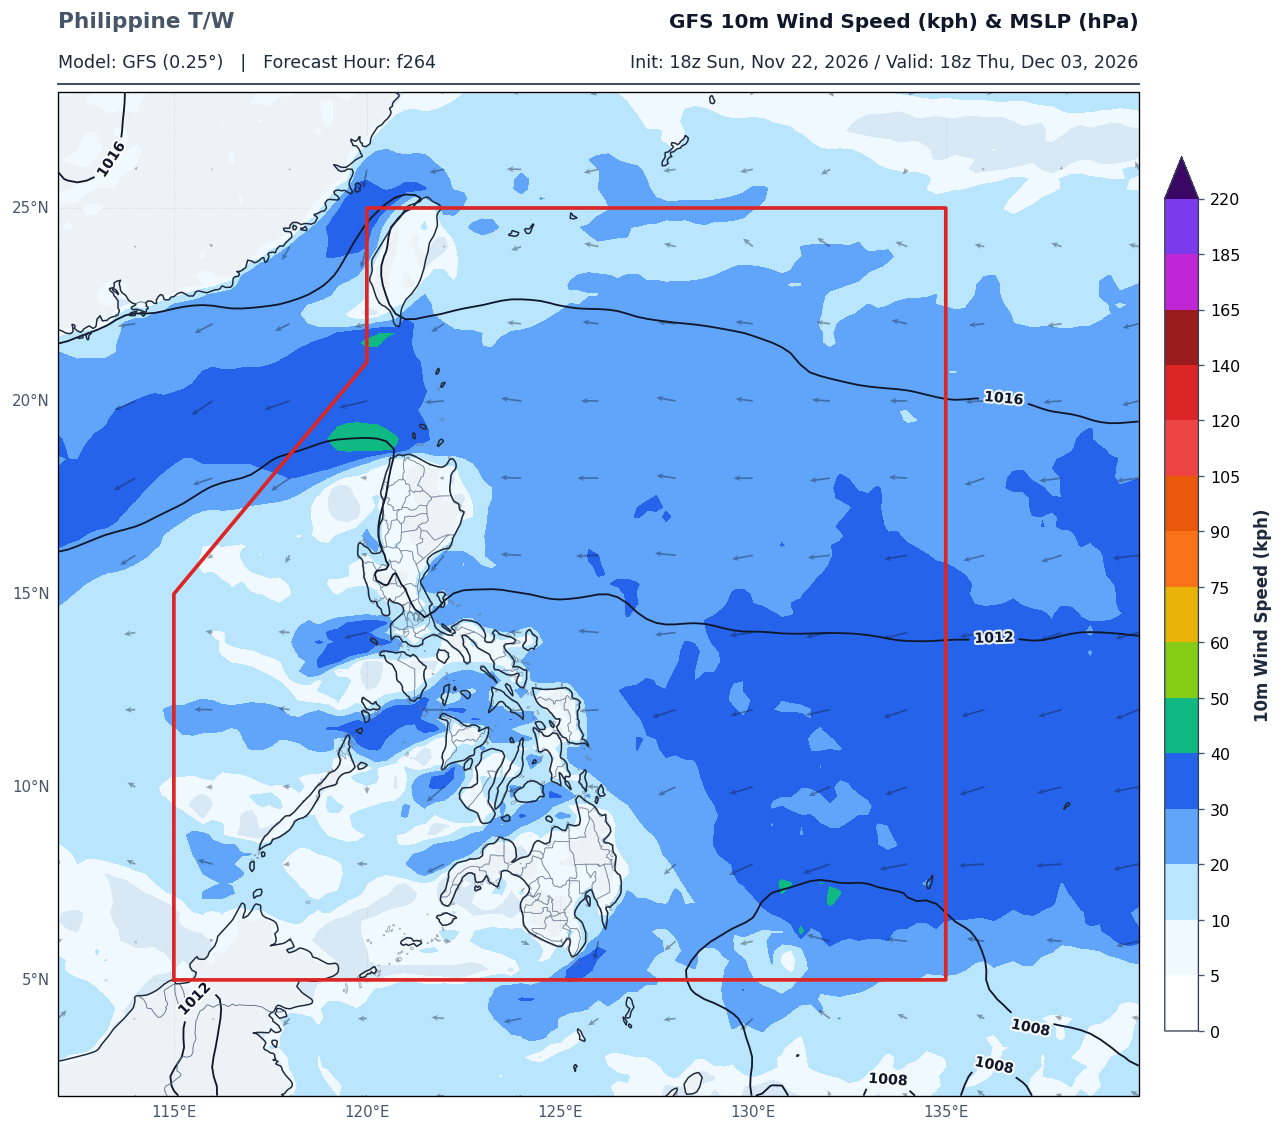 Philippine T/W
GFS 10m Wind Speed (kph) & MSLP (hPa)
Model: GFS (0.25°)   |   Forecast Hour: f264
Init: 18z Sun, Nov 22, 2026 / Valid: 18z Thu, Dec 03, 2026
1016
25°N
20°N
15°N
10°N
5°N
1016
1012
1012
1008
1008
1008
115°E
120°E
125°E
130°E
135°E
220
185
165
140
120
105
90
75
60
50
40
30
20
10
5
0
10m Wind Speed (kph)